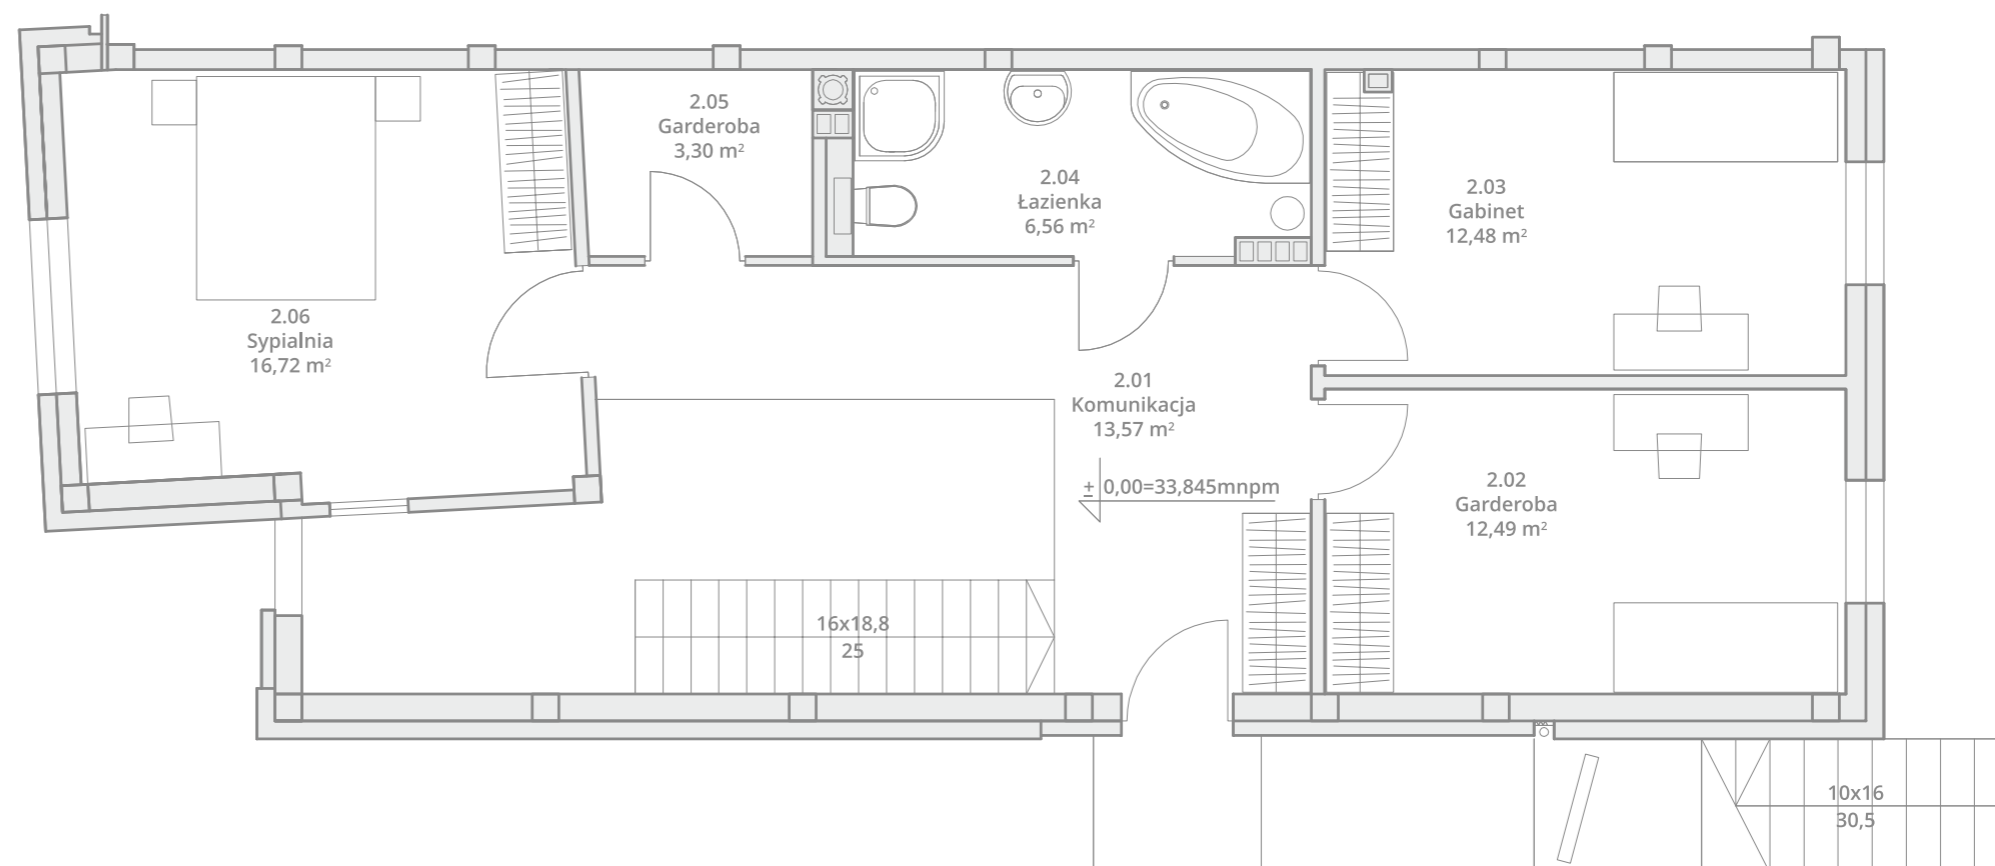 2.05
Garderoba
3,30 m²
2.04
Łazienka
6,56 m²
2.03
Gabinet
12,48 m²
2.06
Sypialnia
16,72 m²
2.01
Komunikacja
13,57 m²
± 0,00=33,845mnpm
2.02
Garderoba
12,49 m²
16x18,8
25
10x16
30,5